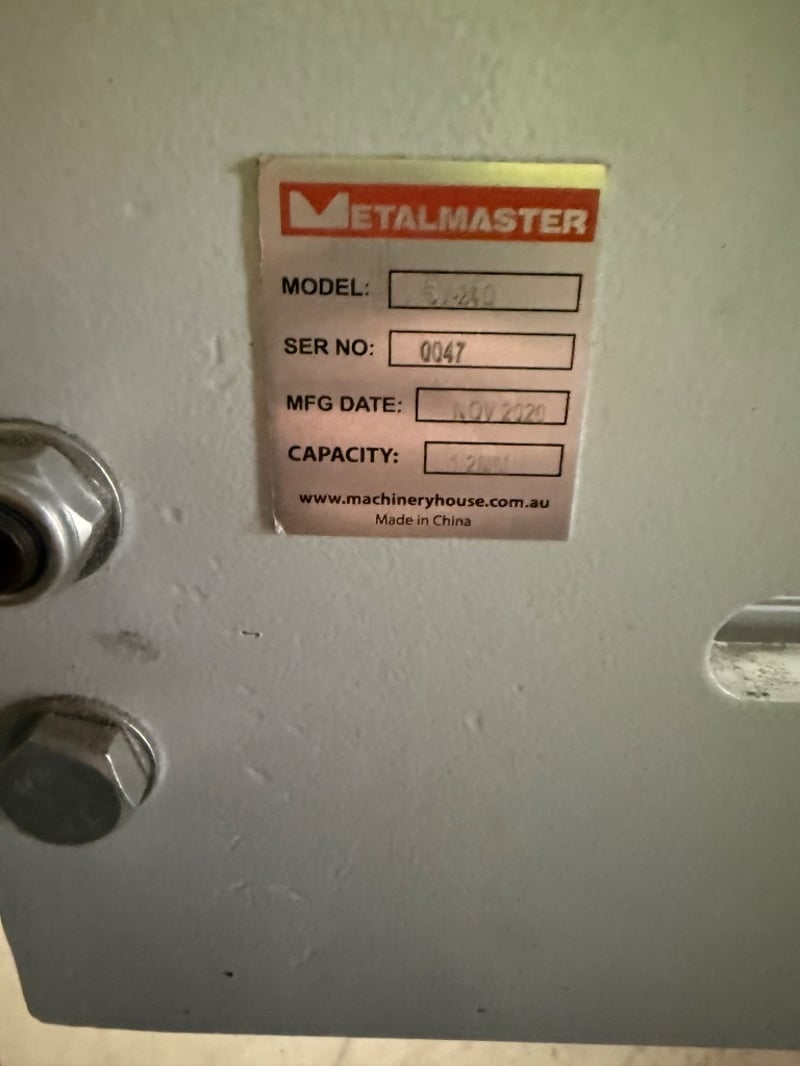 METALMASTER
MODEL:
SER NO: 0047
MFG DATE: NOV 2020
CAPACITY:
www.machineryhouse.com.au
Made in China